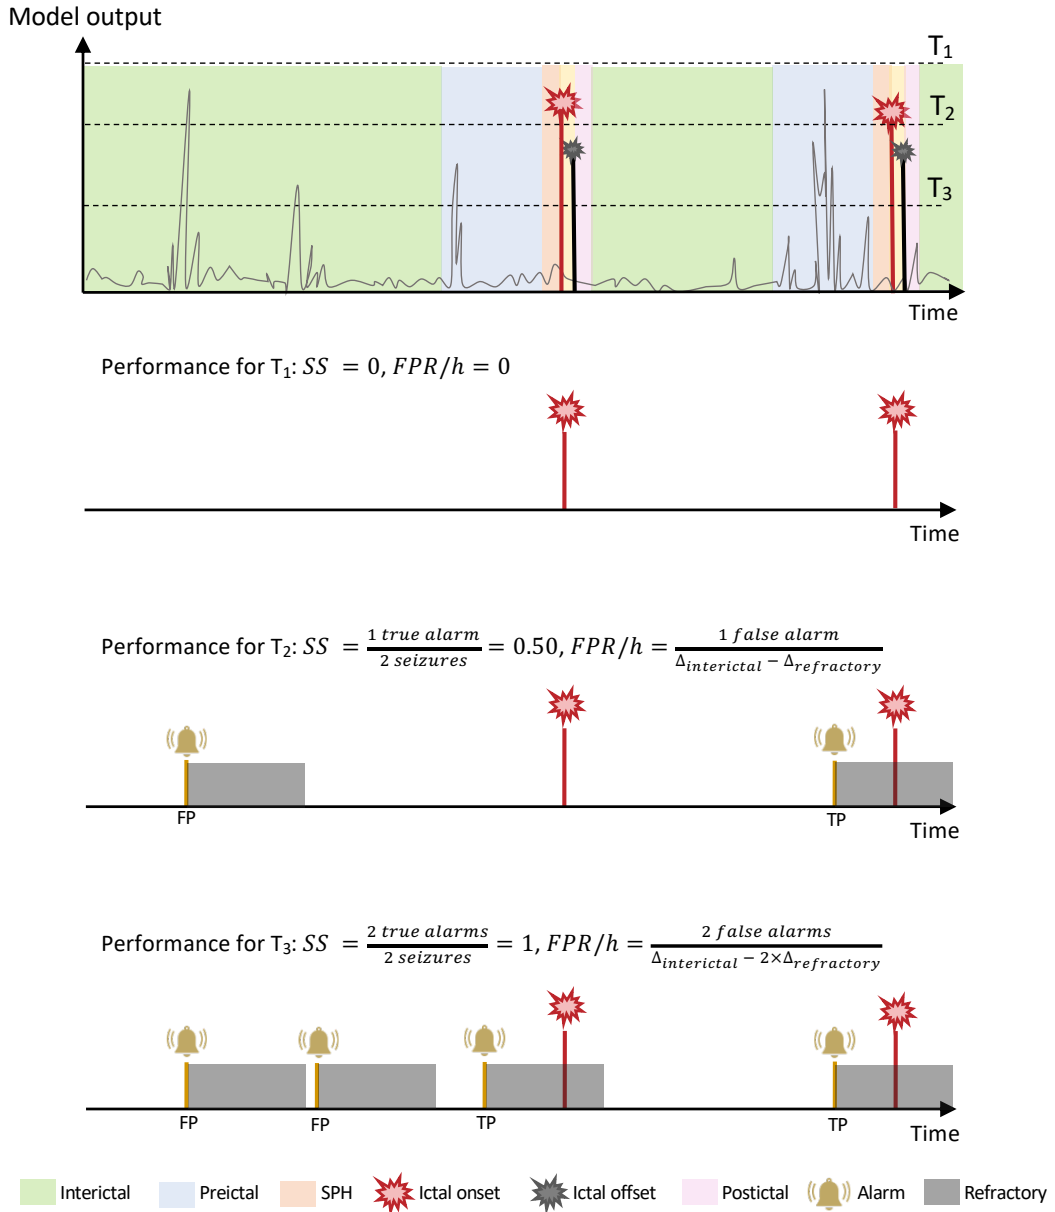 Model output
T1
T2
T3
Time
Performance for T1: SS = 0, FPR/h = 0
Time
Performance for T2: SS = 1 true alarm / 2 seizures = 0.50, FPR/h = 1 false alarm / Δinterictal − Δrefractory
FP
TP
Time
Performance for T3: SS = 2 true alarms / 2 seizures = 1, FPR/h = 2 false alarms / Δinterictal − 2×Δrefractory
FP
FP
TP
TP
Time
Interictal Preictal SPH Ictal onset Ictal offset Postictal Alarm Refractory